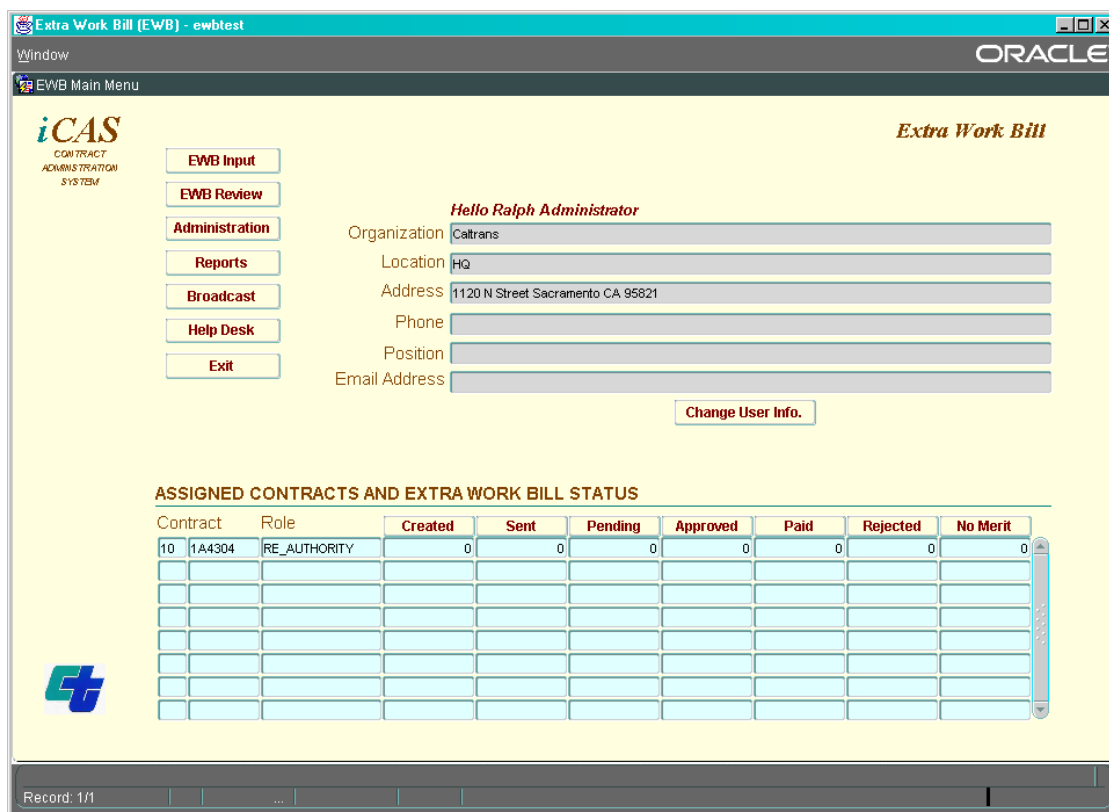 Extra Work Bill (EWB) - ewbtest
Window
ORACLE
EWB Main Menu
iCAS
CONTRACT
ADMINISTRATION
SYSTEM
Extra Work Bill
EWB Input
EWB Review
Administration
Reports
Broadcast
Help Desk
Exit
Hello Ralph Administrator
Organization Caltrans
Location HQ
Address 1120 N Street Sacramento CA 95821
Phone
Position
Email Address
Change User Info.
ASSIGNED CONTRACTS AND EXTRA WORK BILL STATUS
Contract Role Created Sent Pending Approved Paid Rejected No Merit
10 1A4304 RE_AUTHORITY 0 0 0 0 0 0 0
ct
Record: 1/1 ...